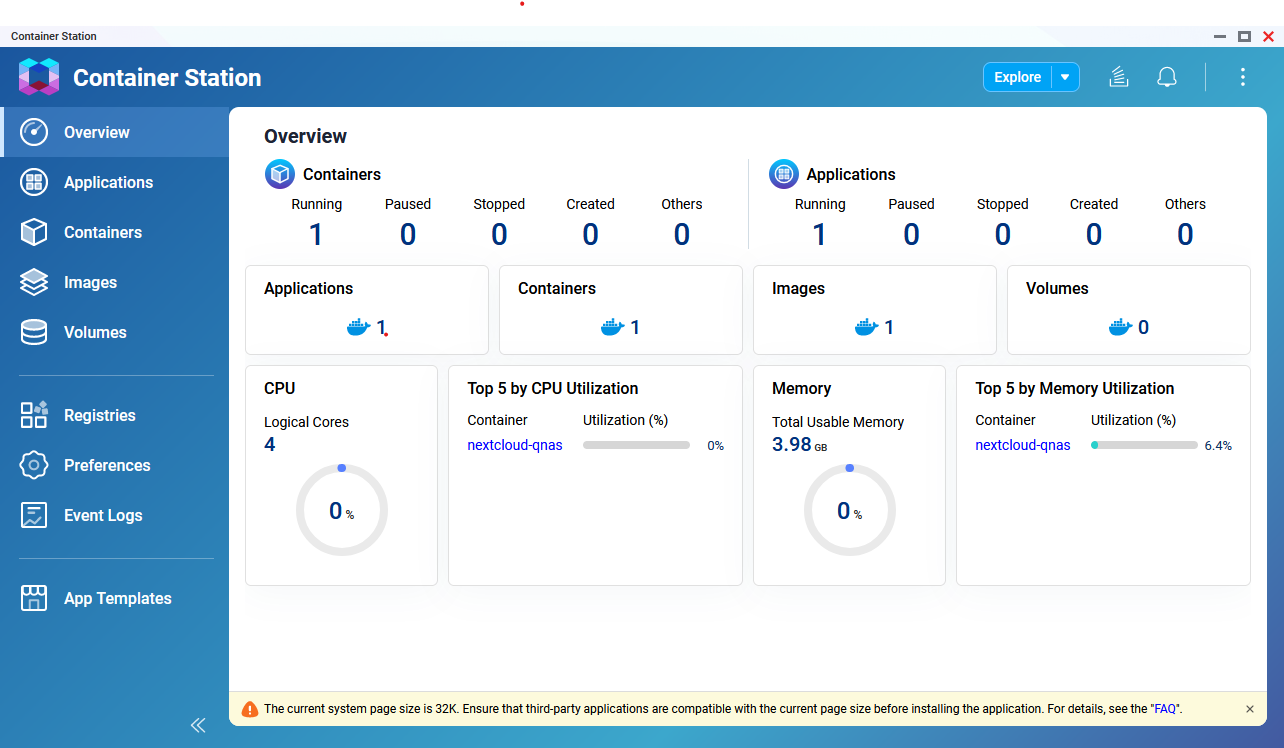 Container Station
Container Station
Explore
Overview
Applications
Containers
Images
Volumes
Registries
Preferences
Event Logs
App Templates
Overview
Containers
Running Paused Stopped Created Others
1 0 0 0 0
Applications
Running Paused Stopped Created Others
1 0 0 0 0
Applications
1
Containers
1
Images
1
Volumes
0
CPU
Logical Cores
4
0 %
Top 5 by CPU Utilization
Container Utilization (%)
nextcloud-qnas 0%
Memory
Total Usable Memory
3.98 GB
0 %
Top 5 by Memory Utilization
Container Utilization (%)
nextcloud-qnas 6.4%
The current system page size is 32K. Ensure that third-party applications are compatible with the current page size before installing the application. For details, see the "FAQ".